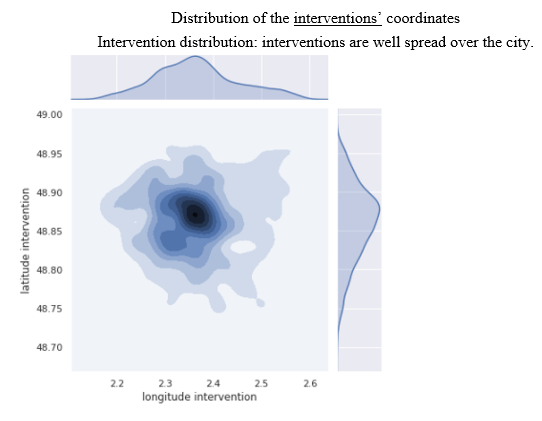 Distribution of the interventions' coordinates
Intervention distribution: interventions are well spread over the city.
49.00
48.95
48.90
48.85
48.80
48.75
48.70
latitude intervention
2.2 2.3 2.4 2.5 2.6
longitude intervention